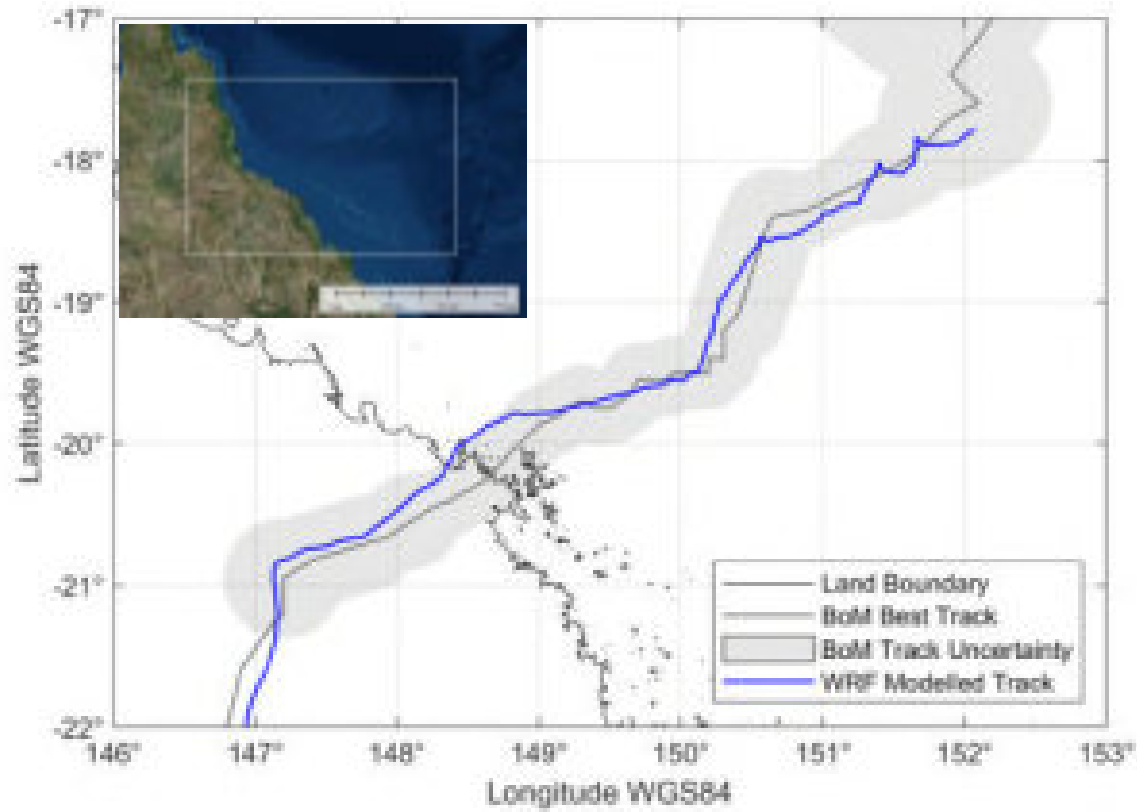 -17°
-18°
-19°
-20°
-21°
-22°
146°
147°
148°
149°
150°
151°
152°
153°
Latitude WGS84
Longitude WGS84
Land Boundary
BoM Best Track
BoM Track Uncertainty
WRF Modelled Track